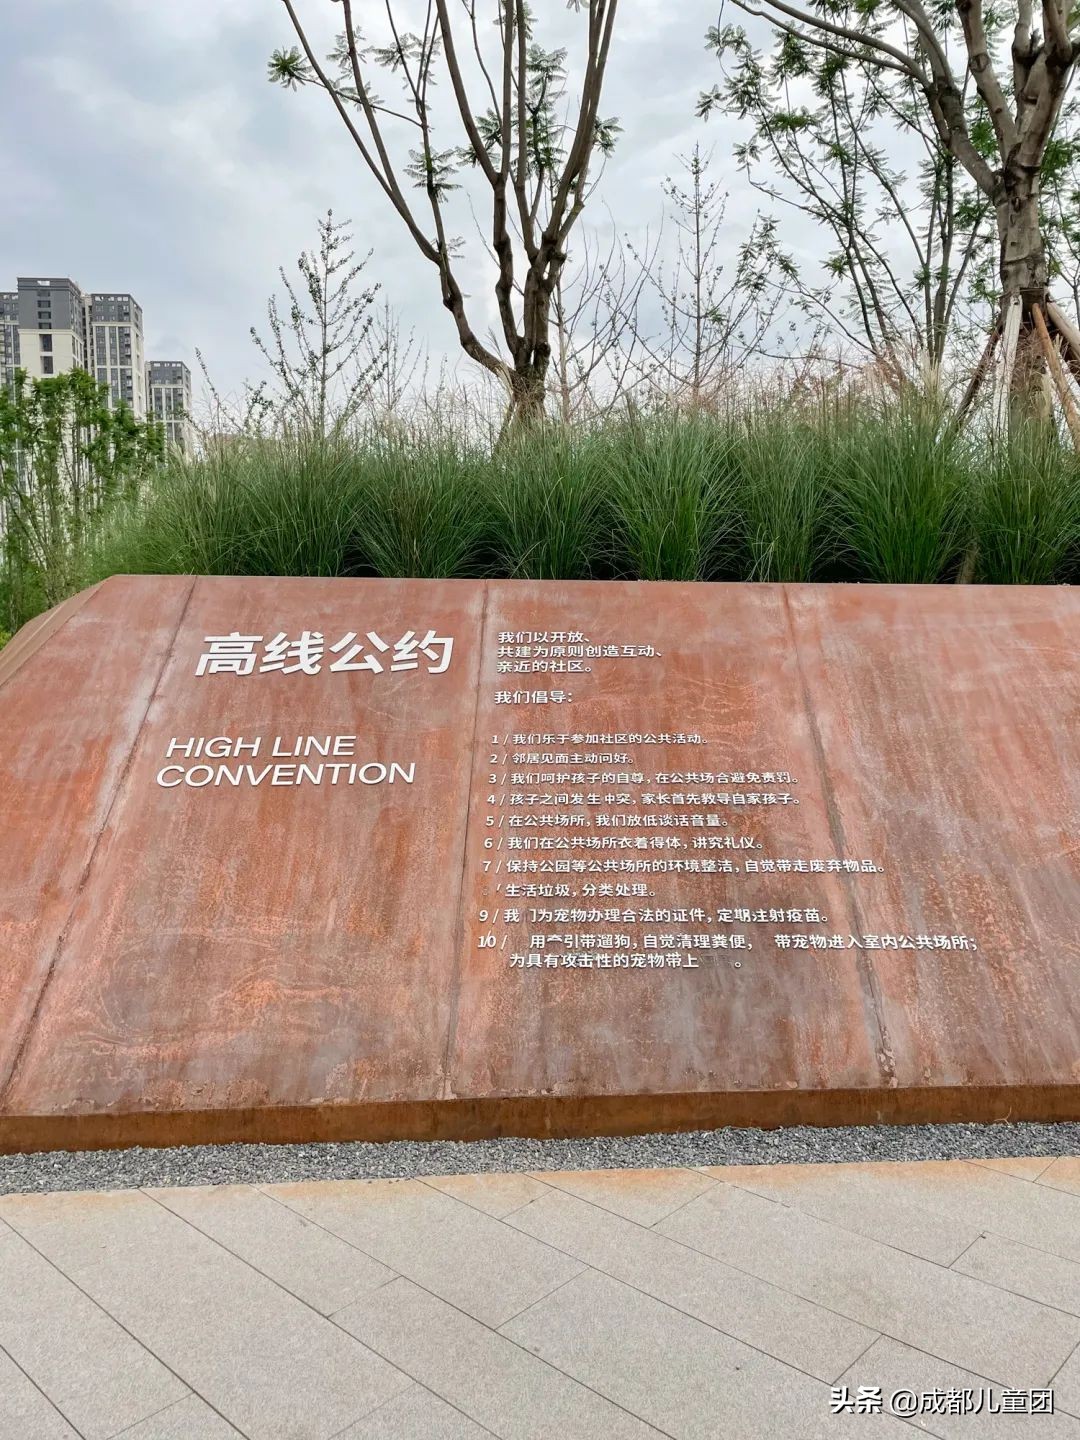 高线公约
HIGH LINE
CONVENTION
我们以开放、
共建为原则创造互动、
亲近的社区。
我们倡导：
1 / 我们乐于参加社区的公共活动。
2 / 邻居见面主动问好。
3 / 我们呵护孩子的自尊，在公共场合避免责罚。
4 / 孩子之间发生冲突，家长首先教导自家孩子。
5 / 在公共场所，我们放低谈话音量。
6 / 我们在公共场所衣着得体，讲究礼仪。
7 / 保持公园等公共场所的环境整洁，自觉带走废弃物品。
/ 生活垃圾，分类处理。
9 / 我们为宠物办理合法的证件，定期注射疫苗。
10 / 用牵引带遛狗，自觉清理粪便， 带宠物进入室内公共场所；
为具有攻击性的宠物带上 。
头条 @成都儿童团